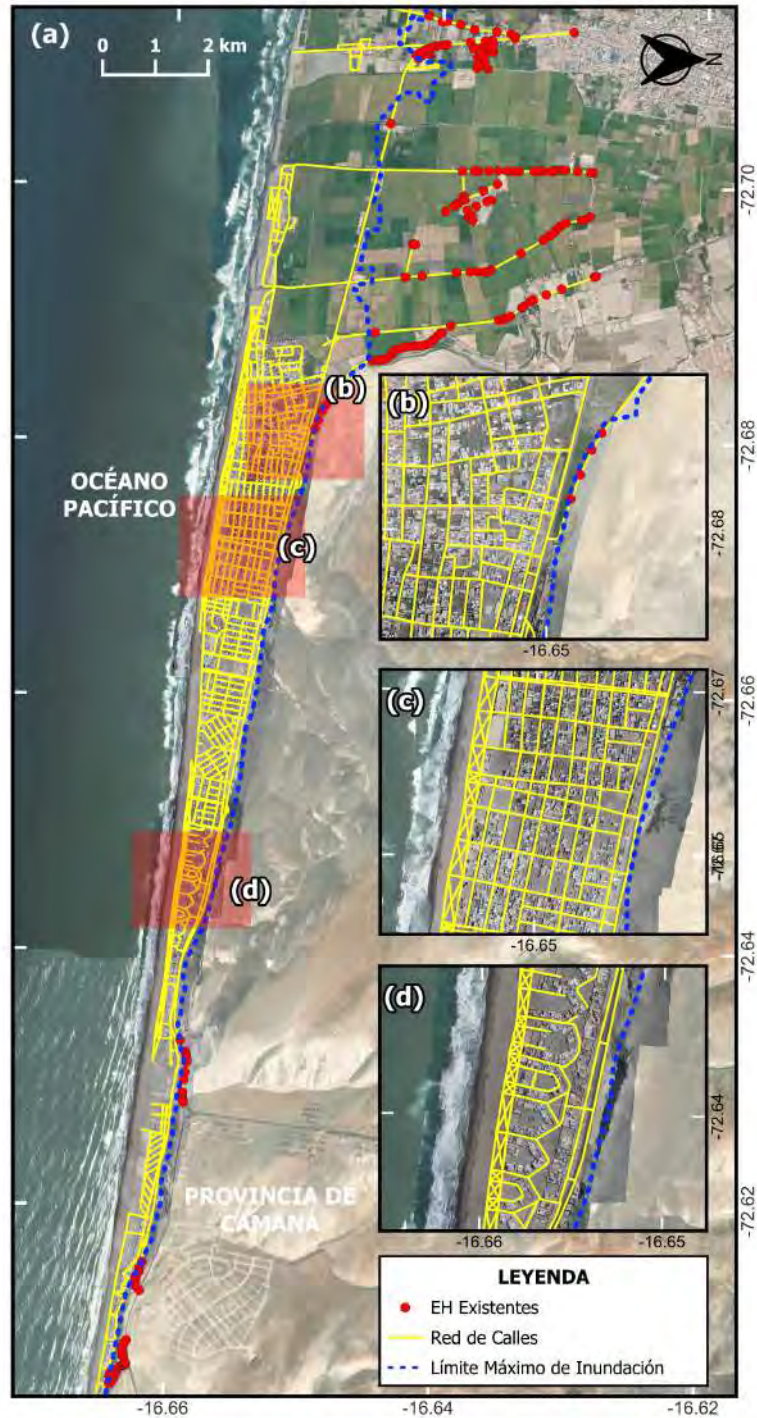 (a)
0 1 2 km
N
-72.70
(b)
(b)
-72.68
OCÉANO
PACÍFICO
-72.68
(c)
-16.65
(c)
-72.67
-72.66
(d)
-16.65
-72.64
(d)
-72.64
PROVINCIA DE
CAMANA
-72.62
-16.66 -16.65
LEYENDA
EH Existentes
Red de Calles
Límite Máximo de Inundación
-16.66 -16.64 -16.62